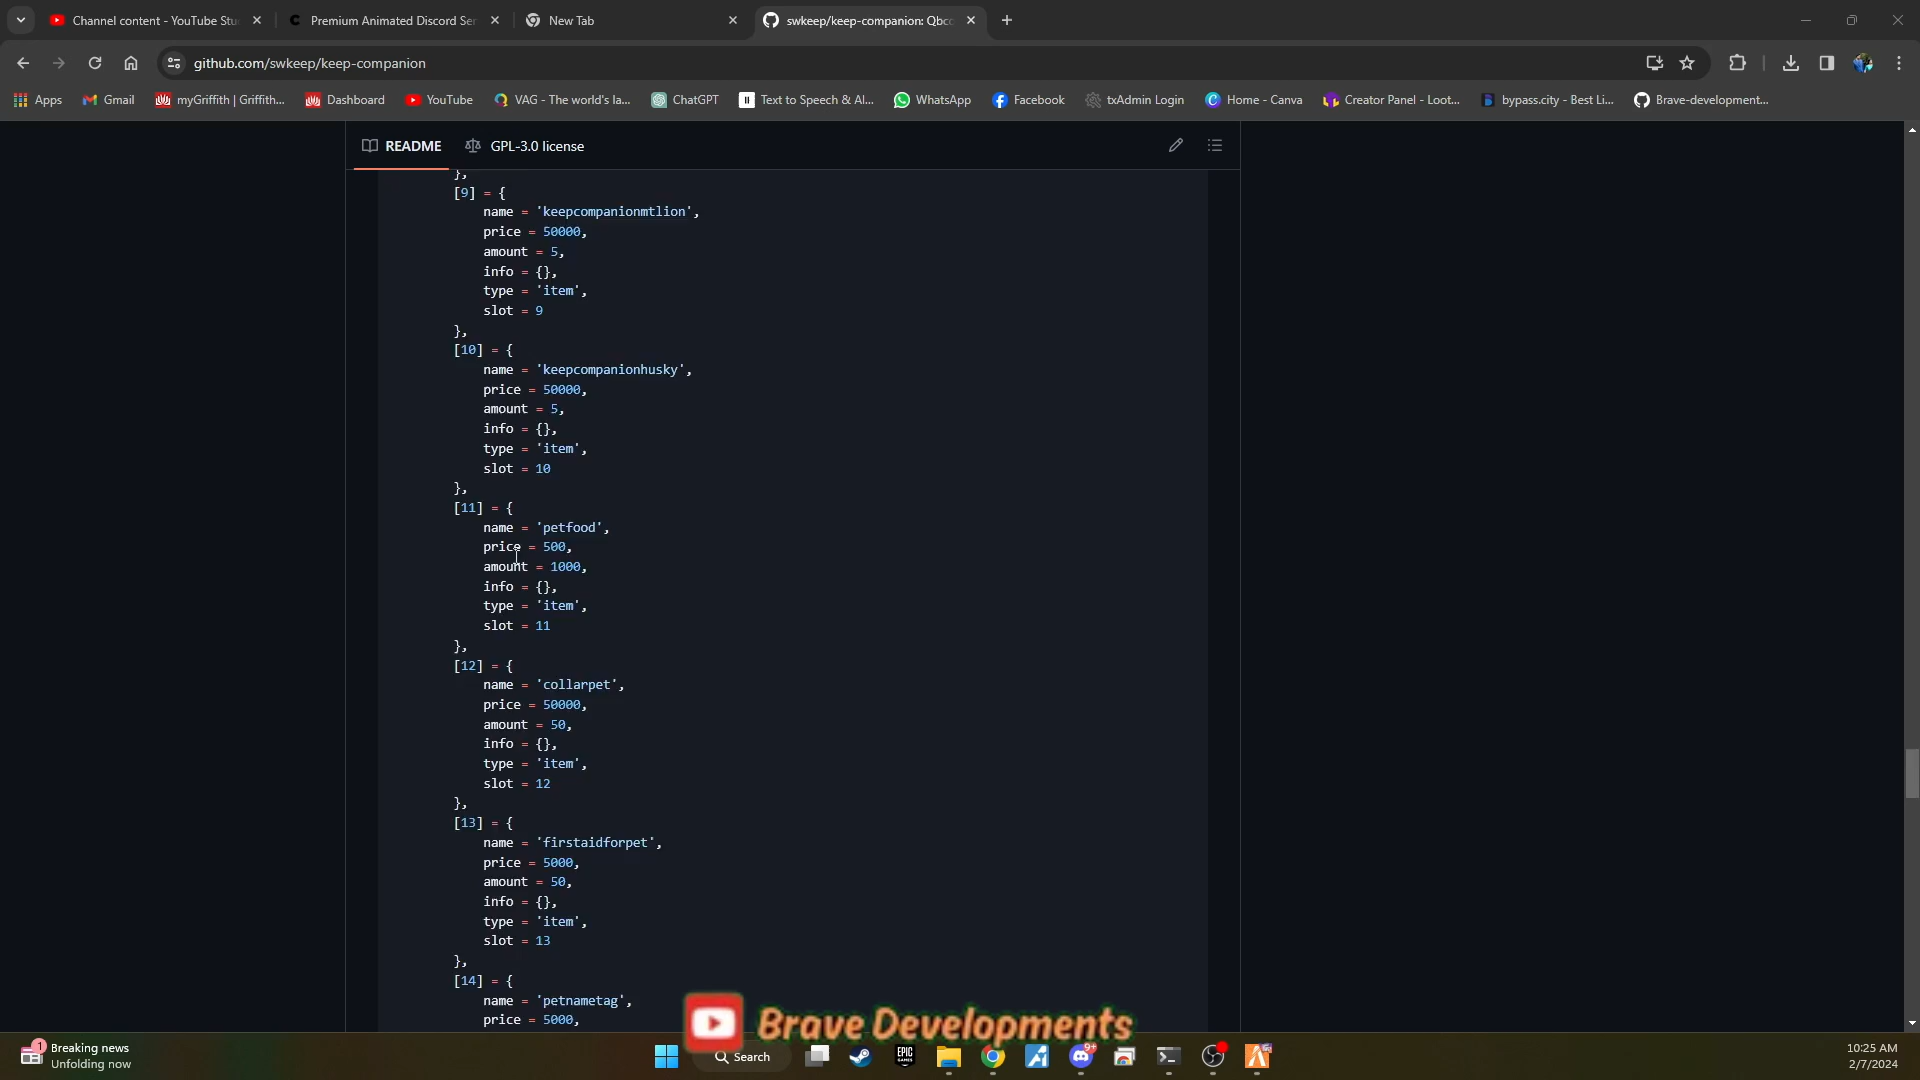 Channel content - YouTube Stu
Premium Animated Discord Ser
New Tab
swkeep/keep-companion: Qbco
github.com/swkeep/keep-companion
Apps
Gmail
myGriffith | Griffith...
Dashboard
YouTube
VAG - The world's la...
ChatGPT
Text to Speech & AI...
WhatsApp
Facebook
txAdmin Login
Home - Canva
Creator Panel - Loot...
bypass.city - Best Li...
Brave-development...
README
GPL-3.0 license
},
[9] = {
name = 'keepcompanionmtlion',
price = 50000,
amount = 5,
info = {},
type = 'item',
slot = 9
},
[10] = {
name = 'keepcompanionhusky',
price = 50000,
amount = 5,
info = {},
type = 'item',
slot = 10
},
[11] = {
name = 'petfood',
price = 500,
amount = 1000,
info = {},
type = 'item',
slot = 11
},
[12] = {
name = 'collarpet',
price = 50000,
amount = 50,
info = {},
type = 'item',
slot = 12
},
[13] = {
name = 'firstaidforpet',
price = 5000,
amount = 50,
info = {},
type = 'item',
slot = 13
},
[14] = {
name = 'petnametag',
price = 5000,
Brave Developments
1
Breaking news
Unfolding now
Search
EPIC GAMES
9+
10:25 AM
2/7/2024